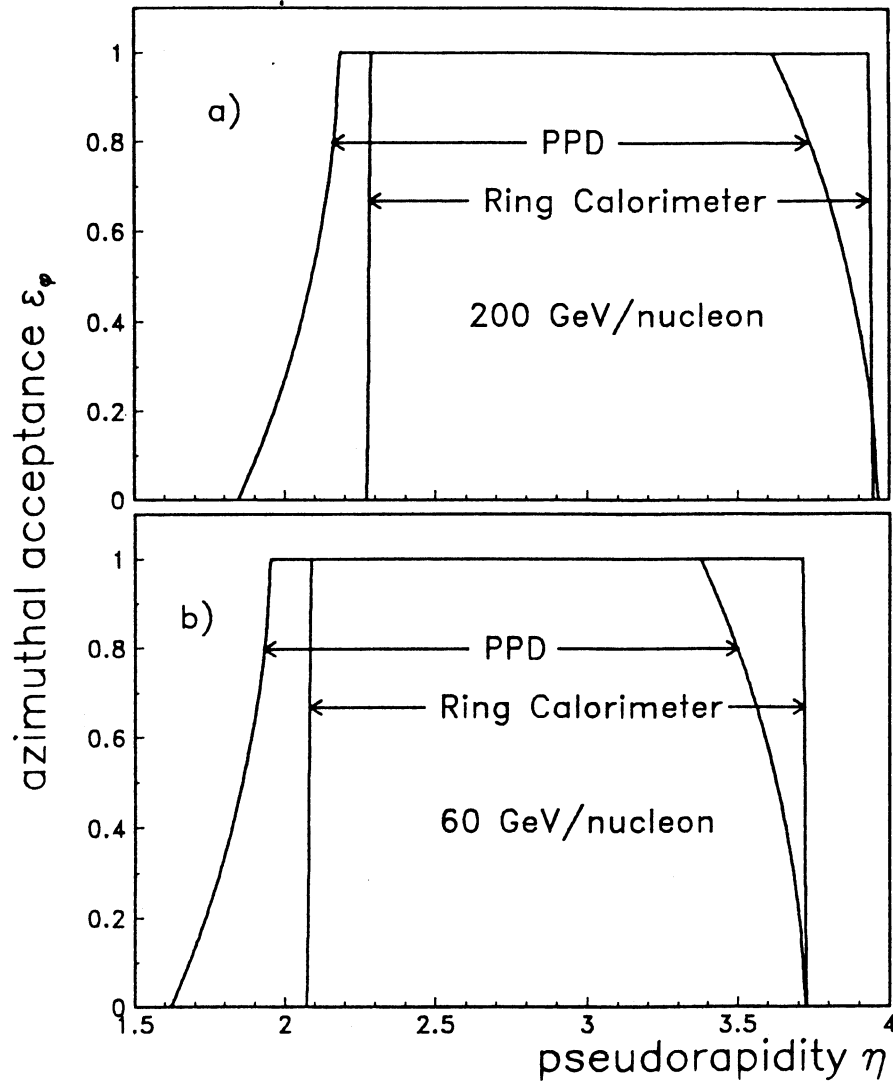 1
a)
0.8
PPD
Ring Calorimeter
0.6
0.4
200 GeV/nucleon
0.2
0
azimuthal acceptance ε_φ
1
b)
0.8
PPD
Ring Calorimeter
0.6
0.4
60 GeV/nucleon
0.2
0
1.5 2 2.5 3 3.5 4
pseudorapidity η